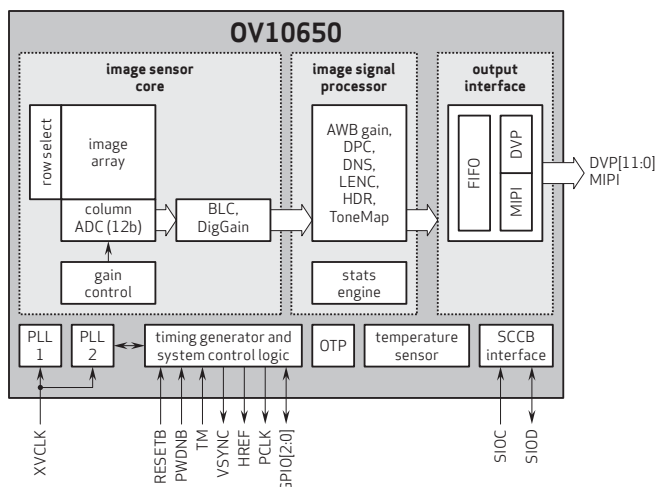 OV10650
image sensor
core
image signal
processor
output
interface
row select
image
array
column
ADC (12b)
gain
control
BLC,
DigGain
AWB gain,
DPC,
DNS,
LENC,
HDR,
ToneMap
stats
engine
FIFO
DVP
MIPI
DVP[11:0]
MIPI
PLL
1
PLL
2
timing generator and
system control logic
OTP
temperature
sensor
SCCB
interface
XVCLK
RESETB
PWDNB
TM
VSYNC
HREF
PCLK
GPIO[2:0]
SIOC
SIOD